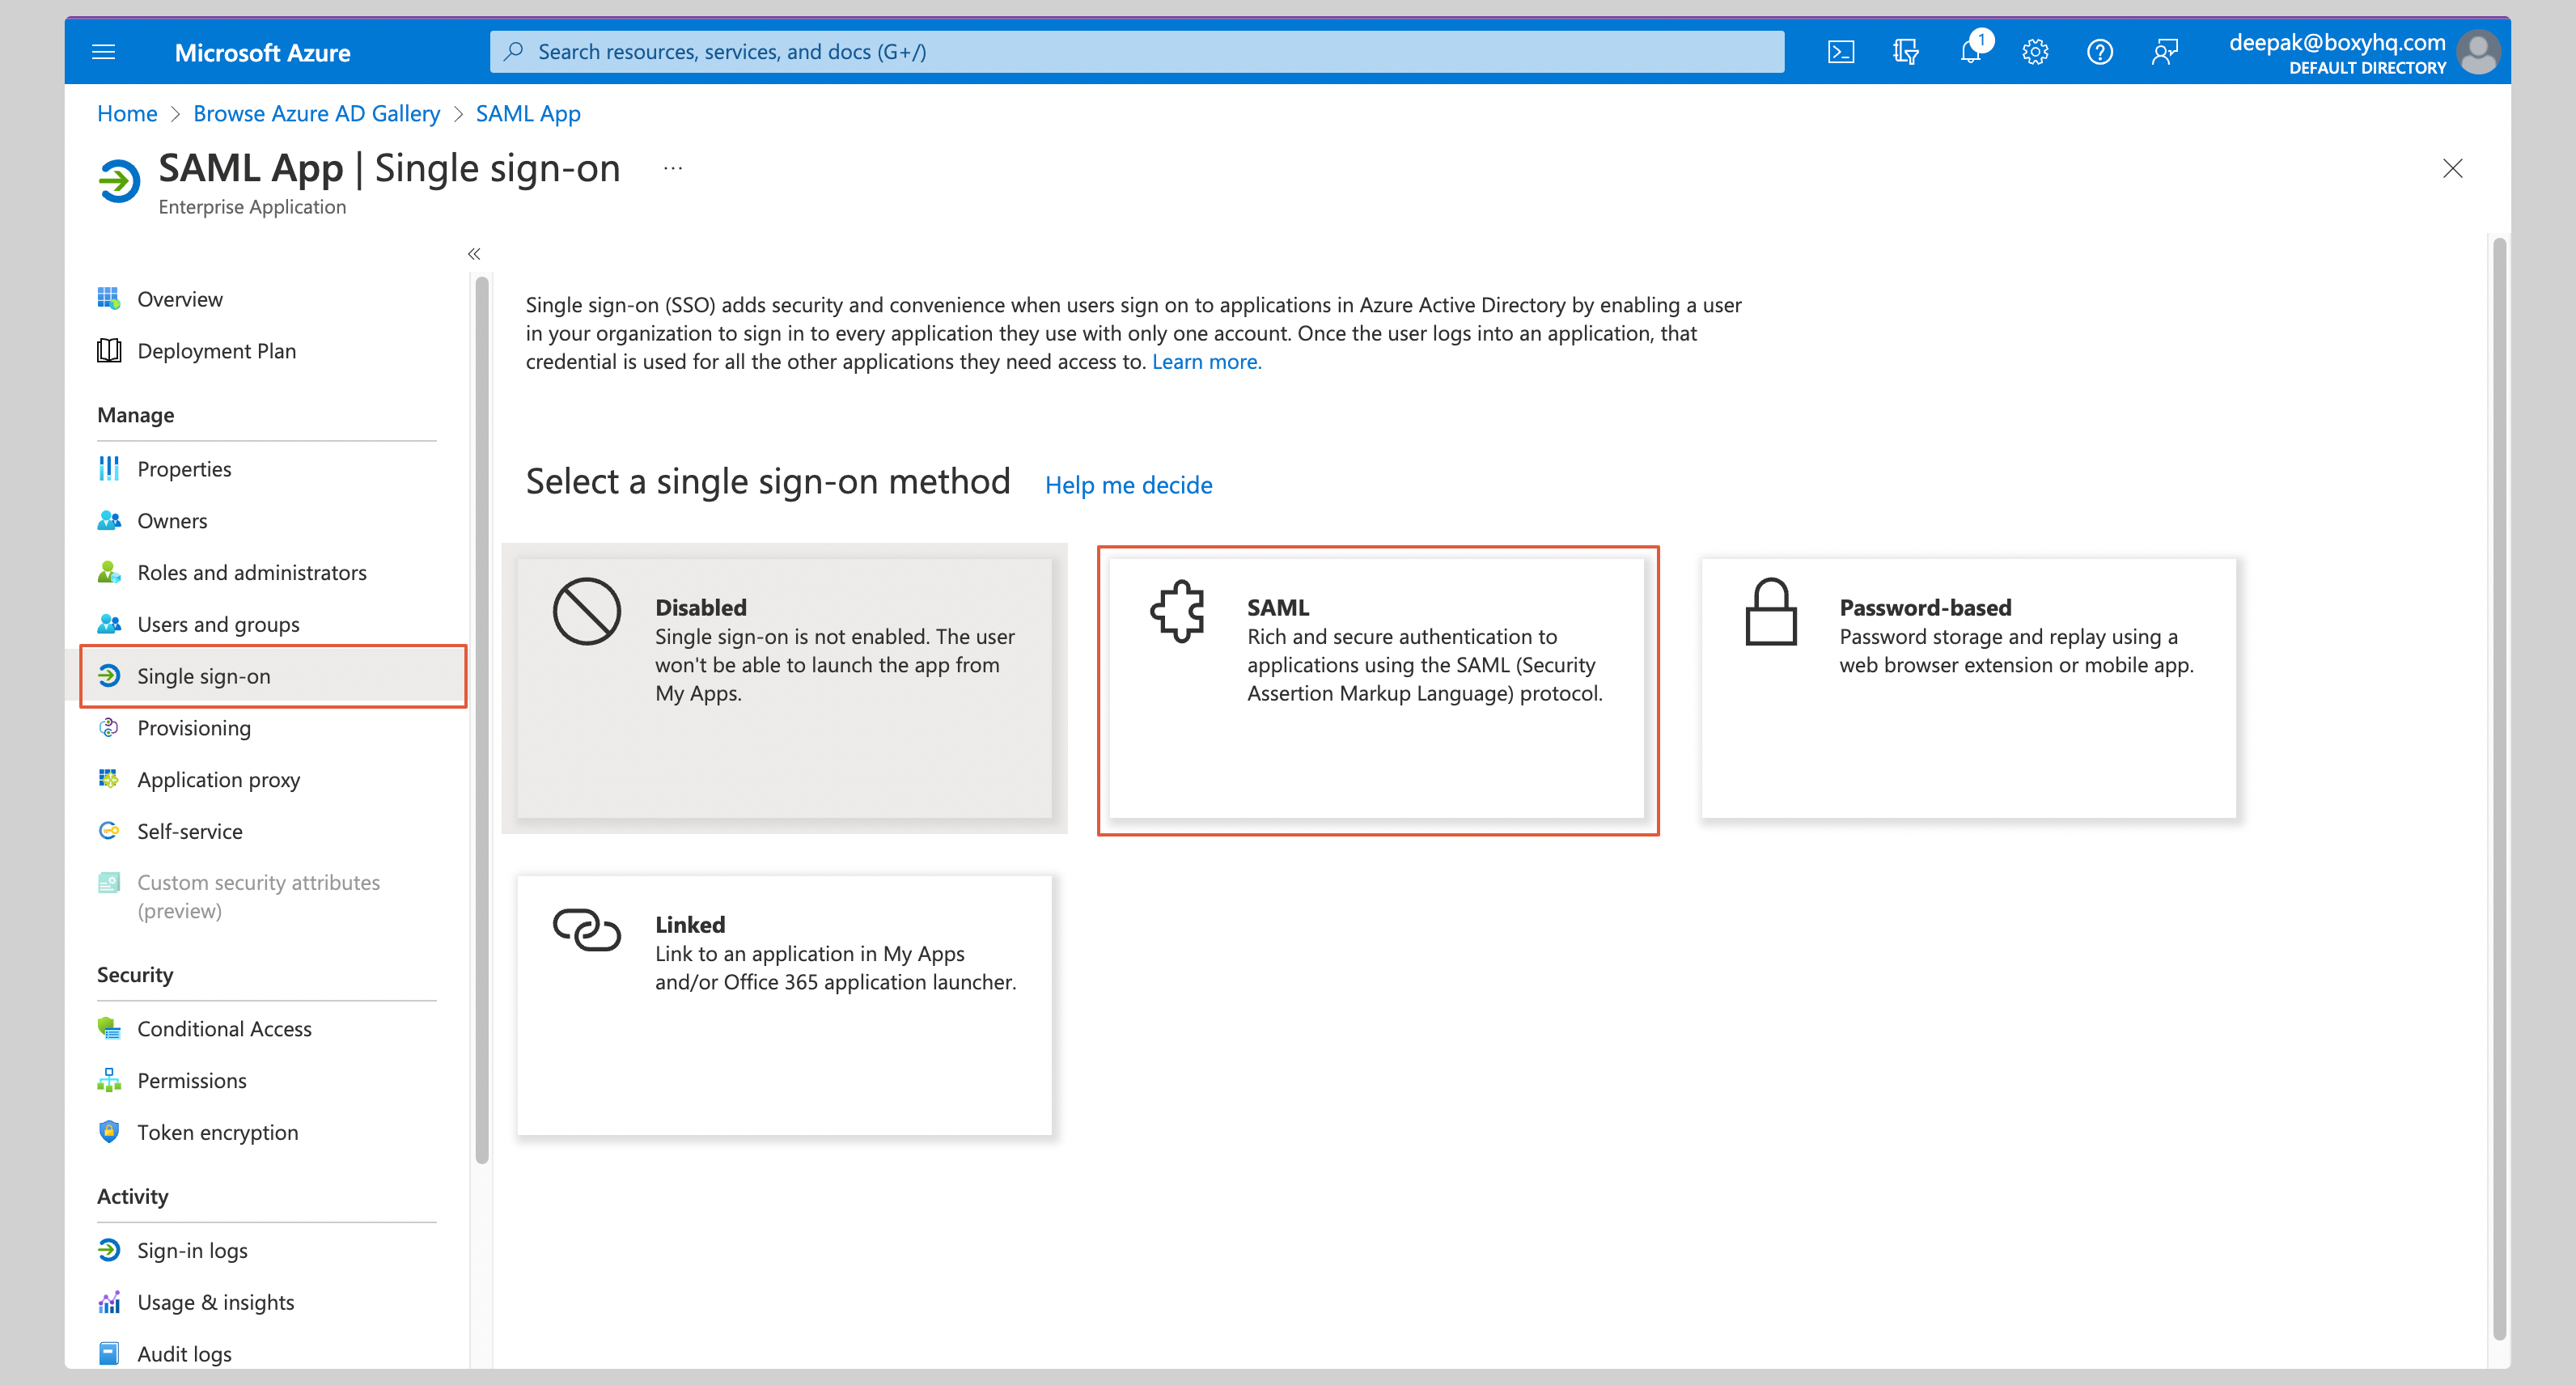 Microsoft Azure
Search resources, services, and docs (G+/)
1
deepak@boxyhq.com
DEFAULT DIRECTORY
Home > Browse Azure AD Gallery > SAML App
SAML App | Single sign-on ...
Enterprise Application
«
Overview
Deployment Plan
Manage
Properties
Owners
Roles and administrators
Users and groups
Single sign-on
Provisioning
Application proxy
Self-service
Custom security attributes
(preview)
Security
Conditional Access
Permissions
Token encryption
Activity
Sign-in logs
Usage & insights
Audit logs
Single sign-on (SSO) adds security and convenience when users sign on to applications in Azure Active Directory by enabling a user
in your organization to sign in to every application they use with only one account. Once the user logs into an application, that
credential is used for all the other applications they need access to. Learn more.
Select a single sign-on method Help me decide
Disabled
Single sign-on is not enabled. The user
won't be able to launch the app from
My Apps.
SAML
Rich and secure authentication to
applications using the SAML (Security
Assertion Markup Language) protocol.
Password-based
Password storage and replay using a
web browser extension or mobile app.
Linked
Link to an application in My Apps
and/or Office 365 application launcher.